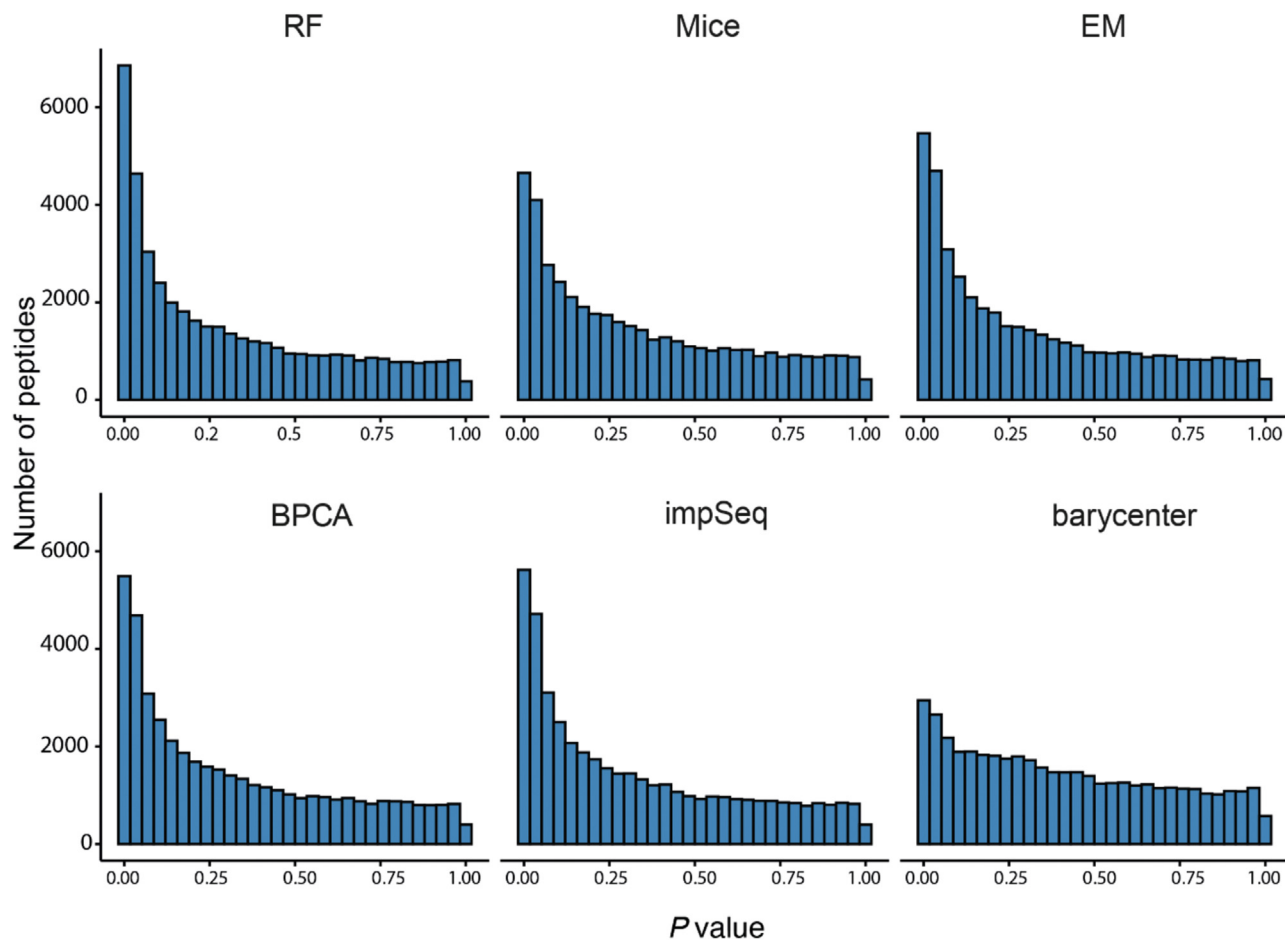 RF Mice EM
Number of peptides
6000
4000
2000
0
0.00 0.25 0.5 0.75 1.00 0.00 0.25 0.50 0.75 1.00 0.00 0.25 0.50 0.75 1.00
BPCA impSeq barycenter
6000
4000
2000
0
0.00 0.25 0.50 0.75 1.00 0.00 0.25 0.50 0.75 1.00 0.00 0.25 0.50 0.75 1.00
P value